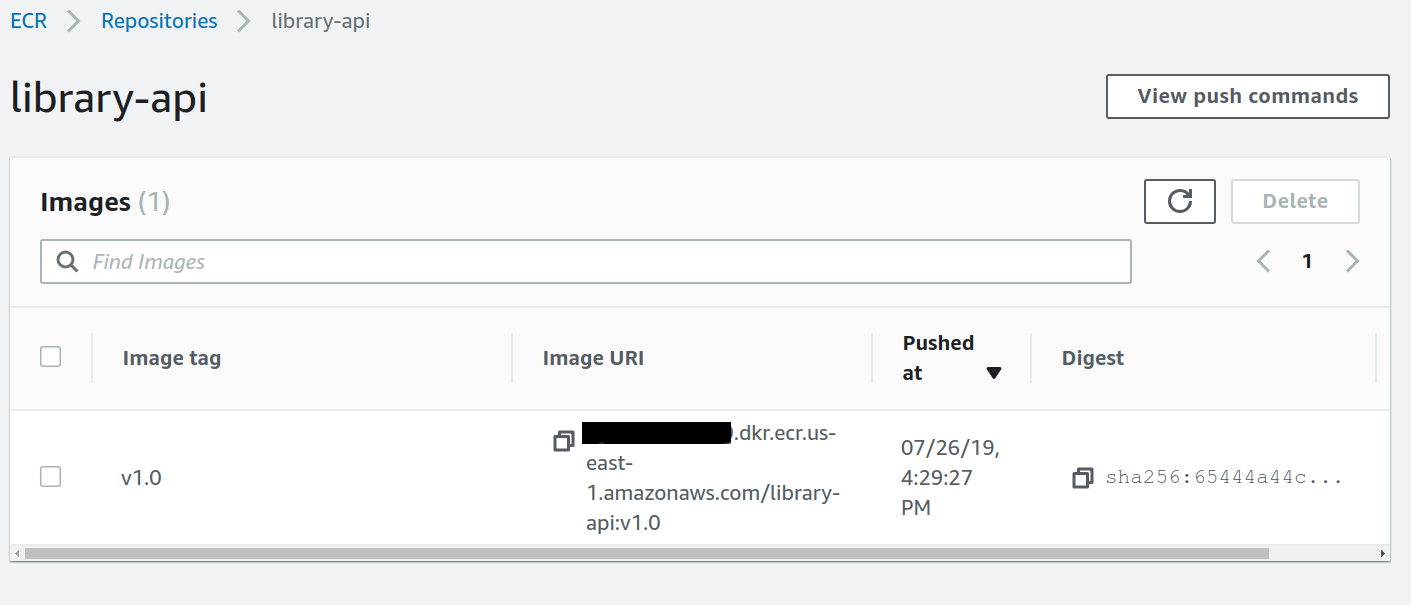 ECR Repositories library-api
library-api
View push commands
Images (1)
Delete
Find Images
1
Image tag Image URI Pushed at Digest
v1.0
.dkr.ecr.us-
east-
1.amazonaws.com/library-
api:v1.0
07/26/19,
4:29:27
PM
sha256:65444a44c...